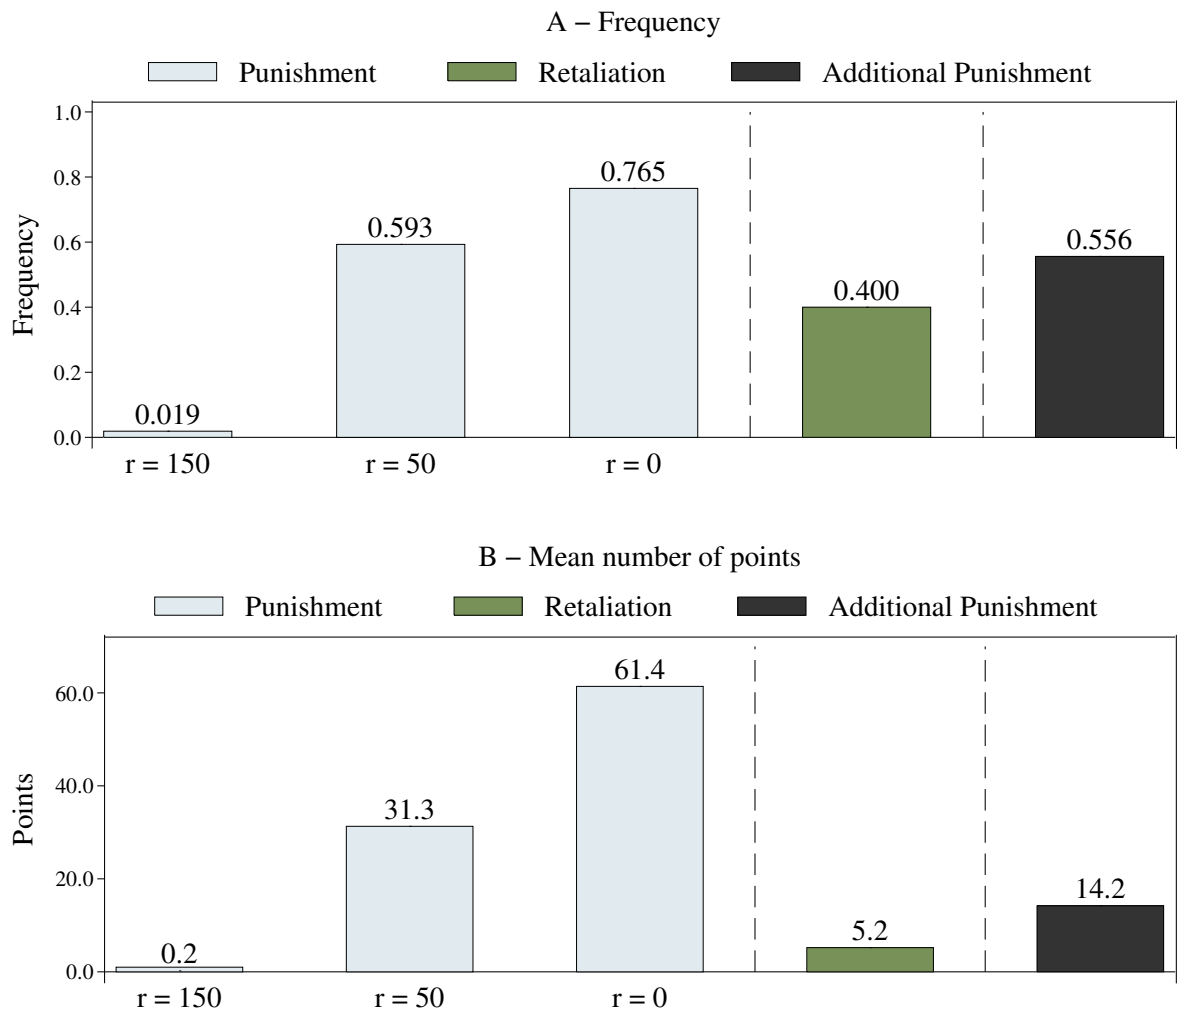 A – Frequency
Punishment Retaliation Additional Punishment
1.0
0.8
0.6
0.4
0.2
0.0
Frequency
0.019
0.593
0.765
0.400
0.556
r = 150 r = 50 r = 0
B – Mean number of points
Punishment Retaliation Additional Punishment
60.0
40.0
20.0
0.0
Points
0.2
31.3
61.4
5.2
14.2
r = 150 r = 50 r = 0